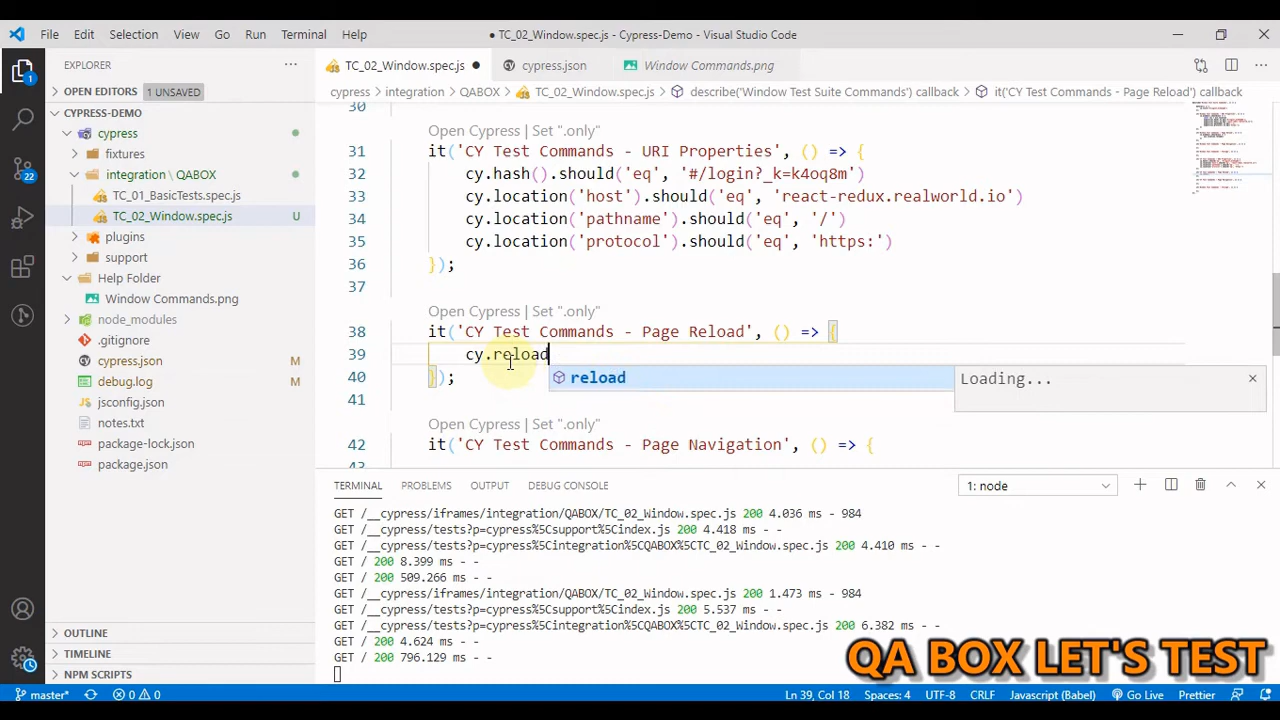 File Edit Selection View Go Run Terminal Help
● TC_02_Window.spec.js - Cypress-Demo - Visual Studio Code
EXPLORER
TC_02_Window.spec.js
cypress.json
Window Commands.png
OPEN EDITORS 1 UNSAVED
cypress > integration > QABOX > TC_02_Window.spec.js > describe('Window Test Suite Commands') callback > it('CY Test Commands - Page Reload') callback
CYPRESS-DEMO
cypress
fixtures
integration \ QABOX
TC_01_BasicTests.spec.js
TC_02_Window.spec.js U
plugins
support
Help Folder
Window Commands.png
node_modules
.gitignore
cypress.json M
debug.log M
jsconfig.json
notes.txt
package-lock.json
package.json
OUTLINE
TIMELINE
NPM SCRIPTS
1
22
30
Open Cypress | Set ".only"
31 it('CY Test Commands - URI Properties', () => {
32 cy.hash().should('eq', '#/login?_k=k4oq8m')
33 cy.location('host').should('eq', 'react-redux.realworld.io')
34 cy.location('pathname').should('eq', '/')
35 cy.location('protocol').should('eq', 'https:')
36 });
37
Open Cypress | Set ".only"
38 it('CY Test Commands - Page Reload', () => {
39 cy.reload
reload
Loading...
40 });
41
Open Cypress | Set ".only"
42 it('CY Test Commands - Page Navigation', () => {
43
TERMINAL PROBLEMS OUTPUT DEBUG CONSOLE
1: node
GET /__cypress/iframes/integration/QABOX/TC_02_Window.spec.js 200 4.036 ms - 984
GET /__cypress/tests?p=cypress%5Csupport%5Cindex.js 200 4.418 ms - -
GET /__cypress/tests?p=cypress%5Cintegration%5CQABOX%5CTC_02_Window.spec.js 200 4.410 ms - -
GET / 200 8.399 ms - -
GET / 200 509.266 ms - -
GET /__cypress/iframes/integration/QABOX/TC_02_Window.spec.js 200 1.473 ms - 984
GET /__cypress/tests?p=cypress%5Csupport%5Cindex.js 200 5.537 ms - -
GET /__cypress/tests?p=cypress%5Cintegration%5CQABOX%5CTC_02_Window.spec.js 200 6.382 ms - -
GET / 200 4.624 ms - -
GET / 200 796.129 ms - -
QA BOX LET'S TEST
master* 0 0
Ln 39, Col 18 Spaces: 4 UTF-8 CRLF Javascript (Babel) Go Live Prettier